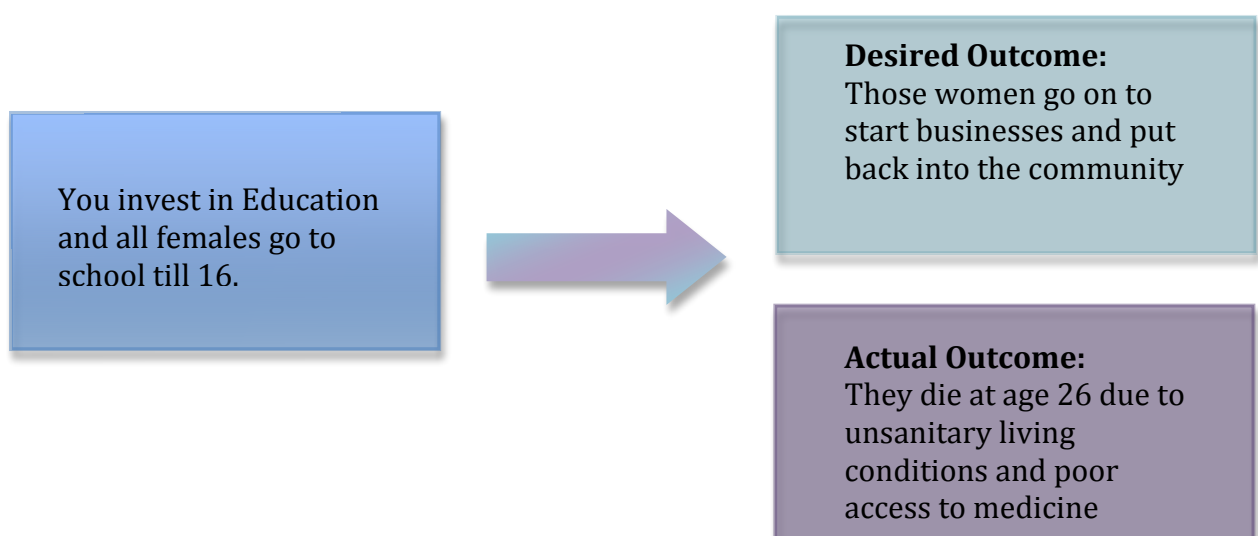 You invest in Education
and all females go to
school till 16.
Desired Outcome:
Those women go on to
start businesses and put
back into the community
Actual Outcome:
They die at age 26 due to
unsanitary living
conditions and poor
access to medicine